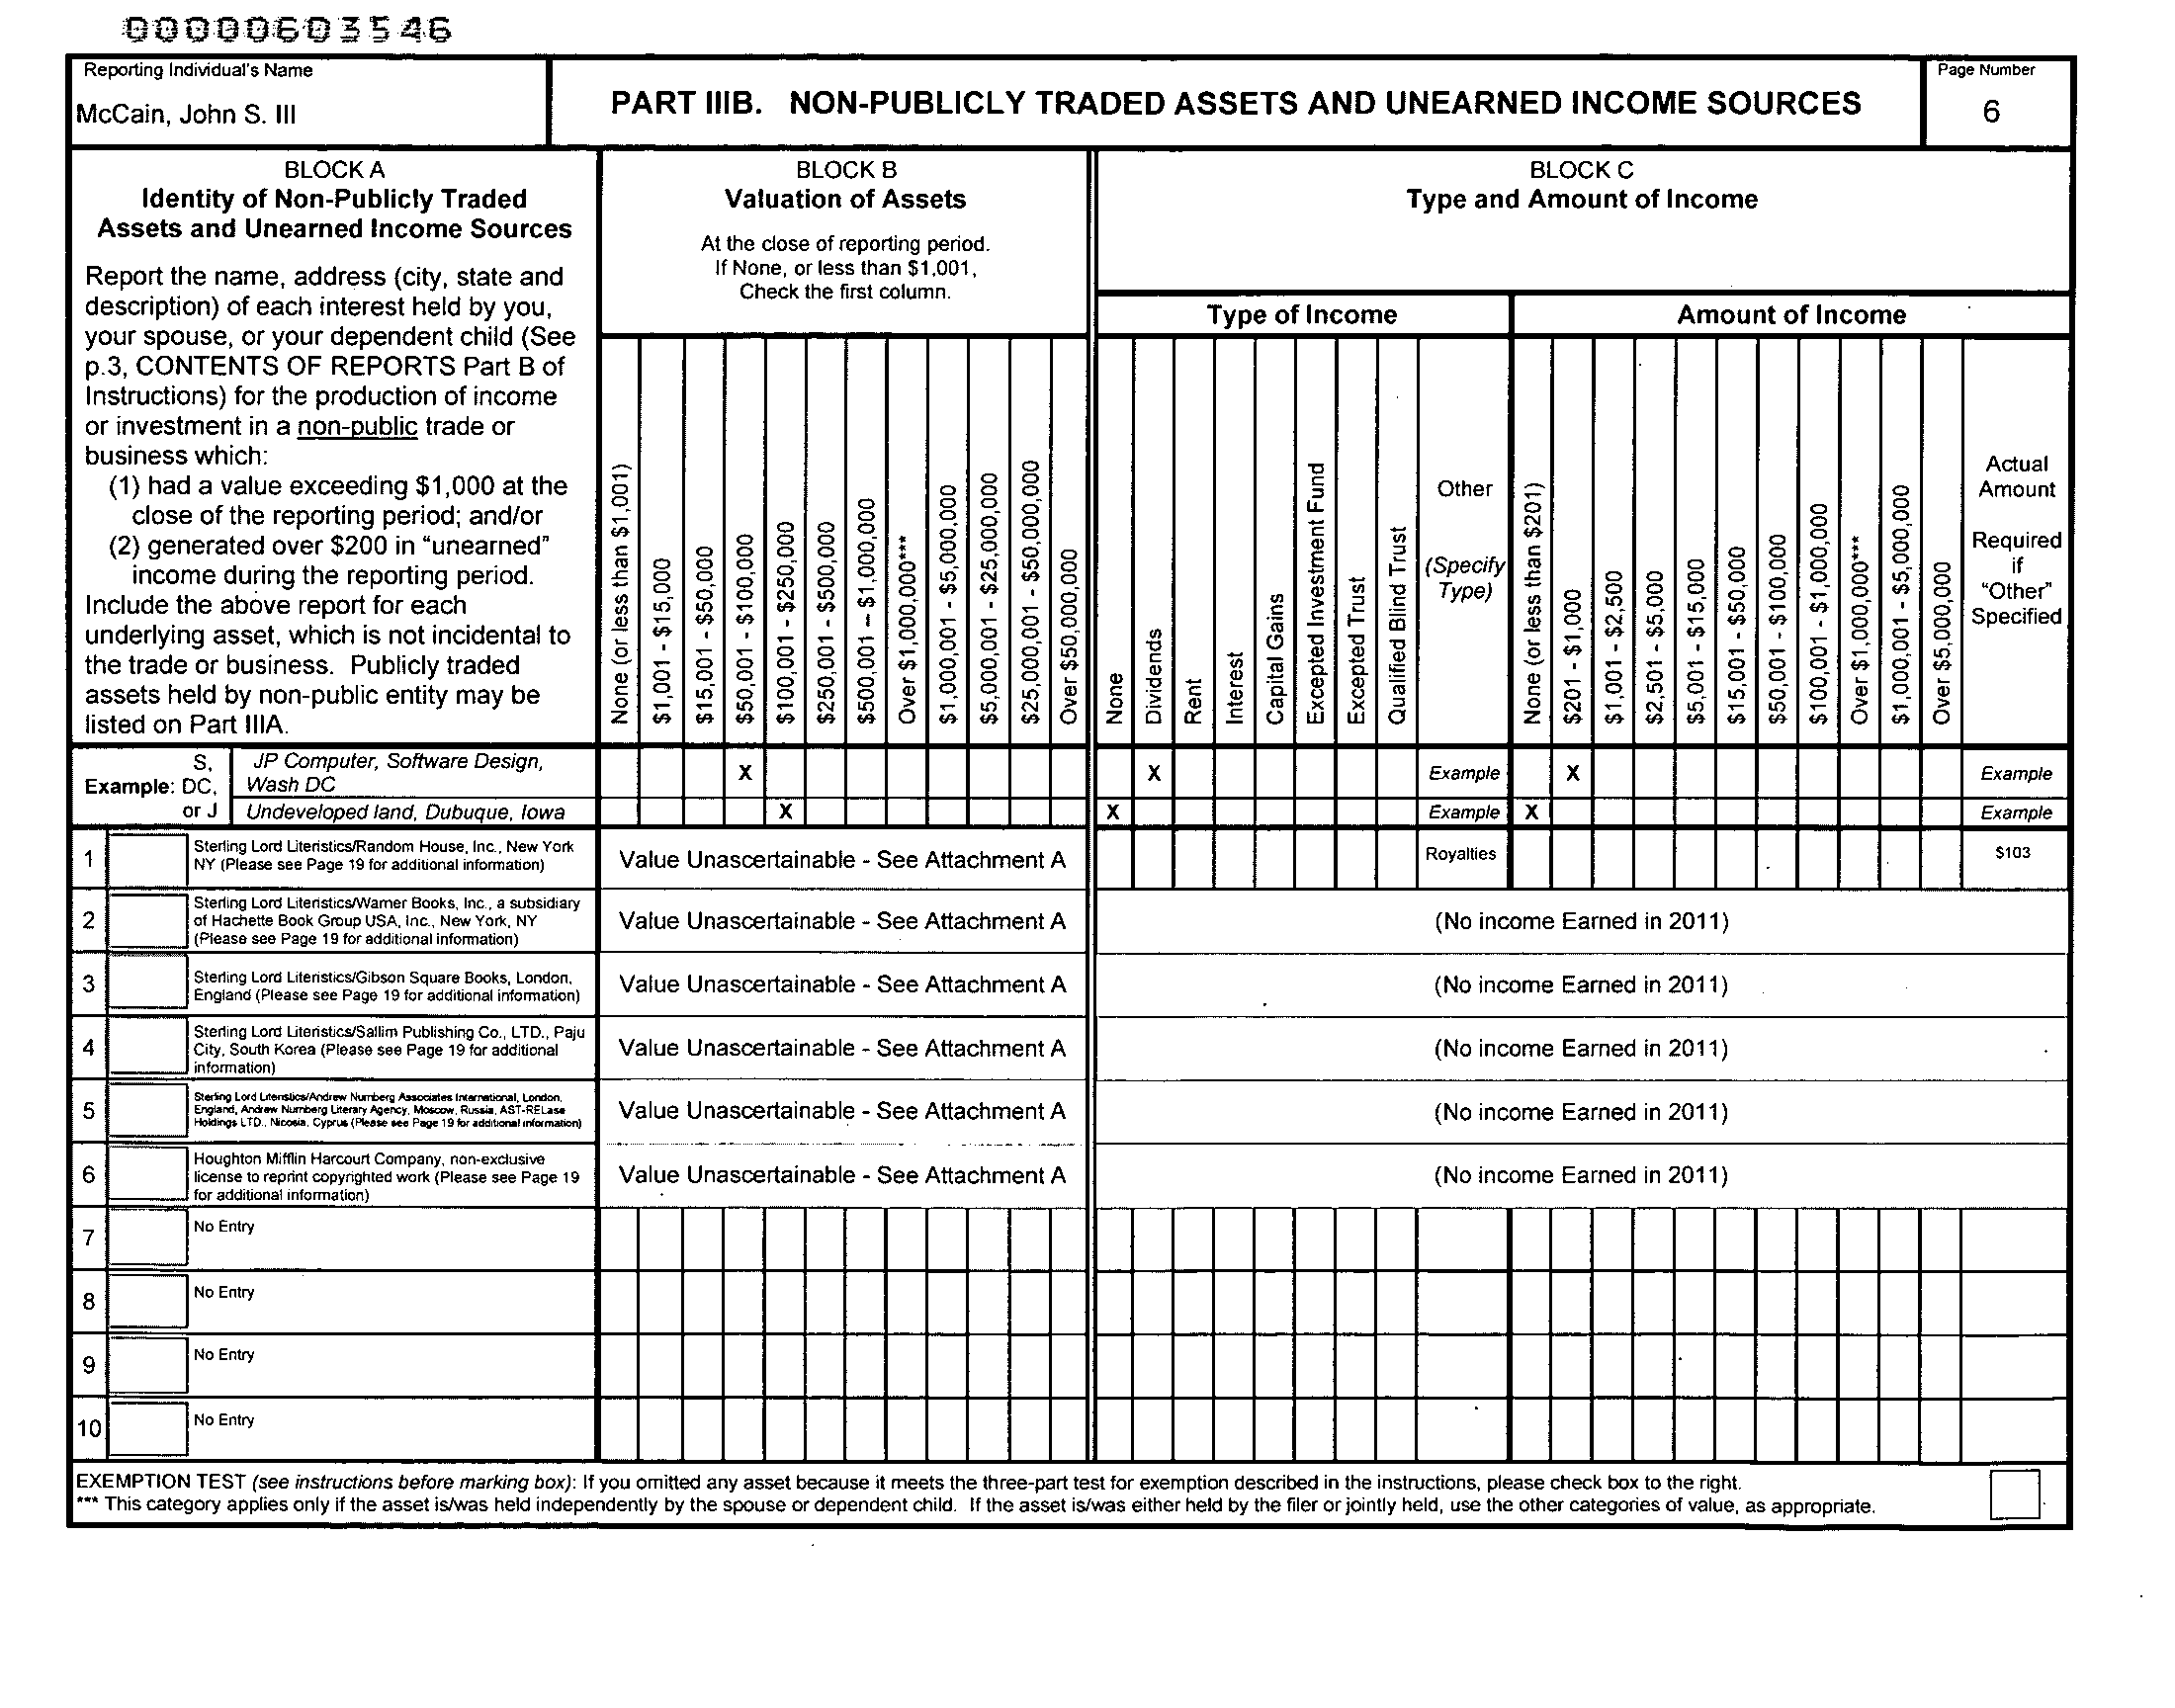 00000603546
Reporting Individual's Name
McCain, John S. III
PART IIIB. NON-PUBLICLY TRADED ASSETS AND UNEARNED INCOME SOURCES
Page Number
6
BLOCK A
Identity of Non-Publicly Traded
Assets and Unearned Income Sources
Report the name, address (city, state and
description) of each interest held by you,
your spouse, or your dependent child (See
p.3, CONTENTS OF REPORTS Part B of
Instructions) for the production of income
or investment in a non-public trade or
business which:
(1) had a value exceeding $1,000 at the
close of the reporting period; and/or
(2) generated over $200 in "unearned"
income during the reporting period.
Include the above report for each
underlying asset, which is not incidental to
the trade or business. Publicly traded
assets held by non-public entity may be
listed on Part IIIA.
BLOCK B
Valuation of Assets
At the close of reporting period.
If None, or less than $1,001,
Check the first column.
None (or less than $1,001)
$1,001 - $15,000
$15,001 - $50,000
$50,001 - $100,000
$100,001 - $250,000
$250,001 - $500,000
$500,001 – $1,000,000
Over $1,000,000***
$1,000,001 - $5,000,000
$5,000,001 - $25,000,000
$25,000,001 - $50,000,000
Over $50,000,000
BLOCK C
Type and Amount of Income
Type of Income
None
Dividends
Rent
Interest
Capital Gains
Excepted Investment Fund
Excepted Trust
Qualified Blind Trust
Other
(Specify
Type)
Amount of Income
None (or less than $201)
$201 - $1,000
$1,001 - $2,500
$2,501 - $5,000
$5,001 - $15,000
$15,001 - $50,000
$50,001 - $100,000
$100,001 - $1,000,000
Over $1,000,000***
$1,000,001 - $5,000,000
Over $5,000,000
Actual
Amount
Required
if
"Other"
Specified
S,
Example: DC,
or J
JP Computer, Software Design,
Wash DC
X X Example X Example
Undeveloped land, Dubuque, Iowa X X Example X Example
1
Sterling Lord Literistics/Random House, Inc., New York
NY (Please see Page 19 for additional information)
Value Unascertainable - See Attachment A
Royalties
$103
2
Sterling Lord Literistics/Warner Books, Inc., a subsidiary
of Hachette Book Group USA, Inc., New York, NY
(Please see Page 19 for additional information)
Value Unascertainable - See Attachment A
(No income Earned in 2011)
3
Sterling Lord Literistics/Gibson Square Books, London,
England (Please see Page 19 for additional information)
Value Unascertainable - See Attachment A
(No income Earned in 2011)
4
Sterling Lord Literistics/Sallim Publishing Co., LTD., Paju
City, South Korea (Please see Page 19 for additional
information)
Value Unascertainable - See Attachment A
(No income Earned in 2011)
5
Sterling Lord Literistics/Andrew Nurnberg Associates International, London,
England, Andrew Nurnberg Literary Agency, Moscow, Russia, AST-RELase
Holdings LTD., Nicosia, Cyprus (Please see Page 19 for additional information)
Value Unascertainable - See Attachment A
(No income Earned in 2011)
6
Houghton Mifflin Harcourt Company, non-exclusive
license to reprint copyrighted work (Please see Page 19
for additional information)
Value Unascertainable - See Attachment A
(No income Earned in 2011)
7
No Entry
8
No Entry
9
No Entry
10
No Entry
EXEMPTION TEST (see instructions before marking box): If you omitted any asset because it meets the three-part test for exemption described in the instructions, please check box to the right.
*** This category applies only if the asset is/was held independently by the spouse or dependent child. If the asset is/was either held by the filer or jointly held, use the other categories of value, as appropriate.